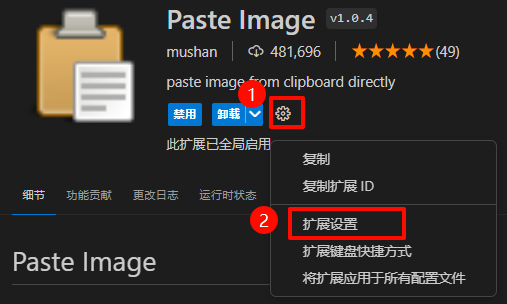 Paste Image v1.0.4
mushan 481,696 (49)
paste image from clipboard directly
1
禁用 卸载
此扩展已全局启用
复制
复制扩展 ID
细节 功能贡献 更改日志 运行时状态
2 扩展设置
扩展键盘快捷方式
Paste Image
将扩展应用于所有配置文件